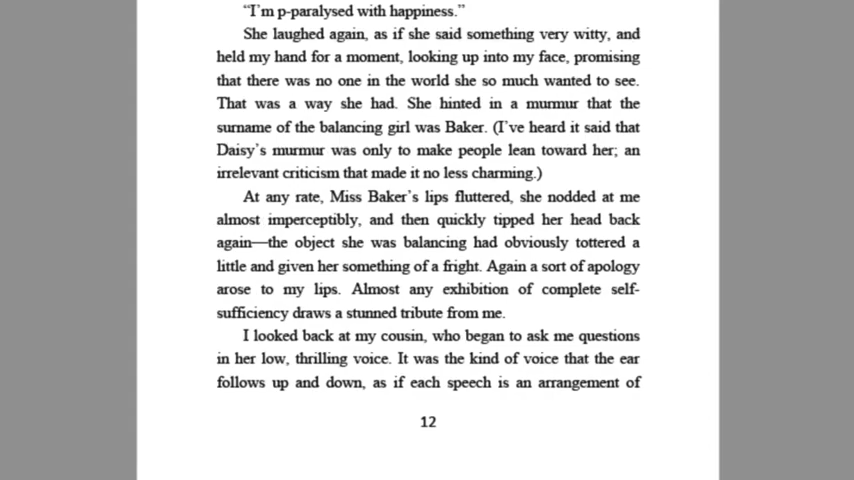 “I’m p-paralysed with happiness.”
She laughed again, as if she said something very witty, and
held my hand for a moment, looking up into my face, promising
that there was no one in the world she so much wanted to see.
That was a way she had. She hinted in a murmur that the
surname of the balancing girl was Baker. (I’ve heard it said that
Daisy’s murmur was only to make people lean toward her; an
irrelevant criticism that made it no less charming.)
At any rate, Miss Baker’s lips fluttered, she nodded at me
almost imperceptibly, and then quickly tipped her head back
again—the object she was balancing had obviously tottered a
little and given her something of a fright. Again a sort of apology
arose to my lips. Almost any exhibition of complete self-
sufficiency draws a stunned tribute from me.
I looked back at my cousin, who began to ask me questions
in her low, thrilling voice. It was the kind of voice that the ear
follows up and down, as if each speech is an arrangement of
12